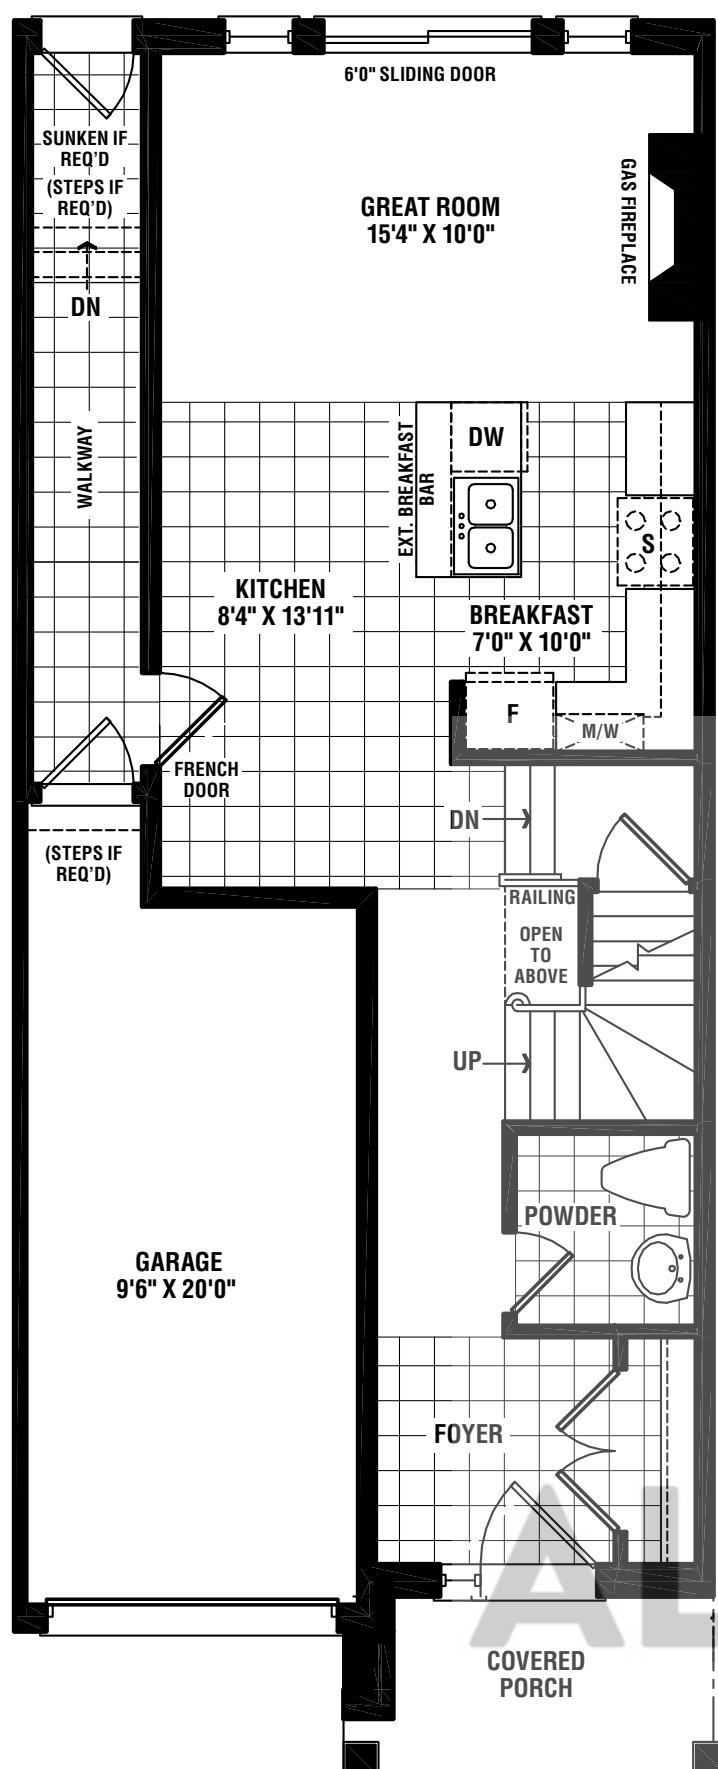 6'0" SLIDING DOOR
SUNKEN IF
REQ'D
(STEPS IF
REQ'D)
GREAT ROOM
15'4" X 10'0"
GAS FIREPLACE
DN
WALKWAY
EXT. BREAKFAST
BAR
DW
S
KITCHEN
8'4" X 13'11"
BREAKFAST
7'0" X 10'0"
F
M/W
FRENCH
DOOR
DN
(STEPS IF
REQ'D)
RAILING
OPEN
TO
ABOVE
UP
POWDER
GARAGE
9'6" X 20'0"
FOYER
AL
COVERED
PORCH